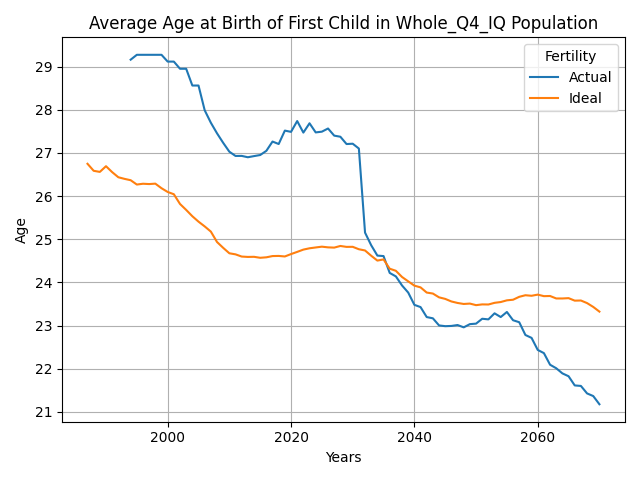 Average Age at Birth of First Child in Whole_Q4_IQ Population
Fertility
Actual
Ideal
Age
29
28
27
26
25
24
23
22
21
2000
2020
2040
2060
Years